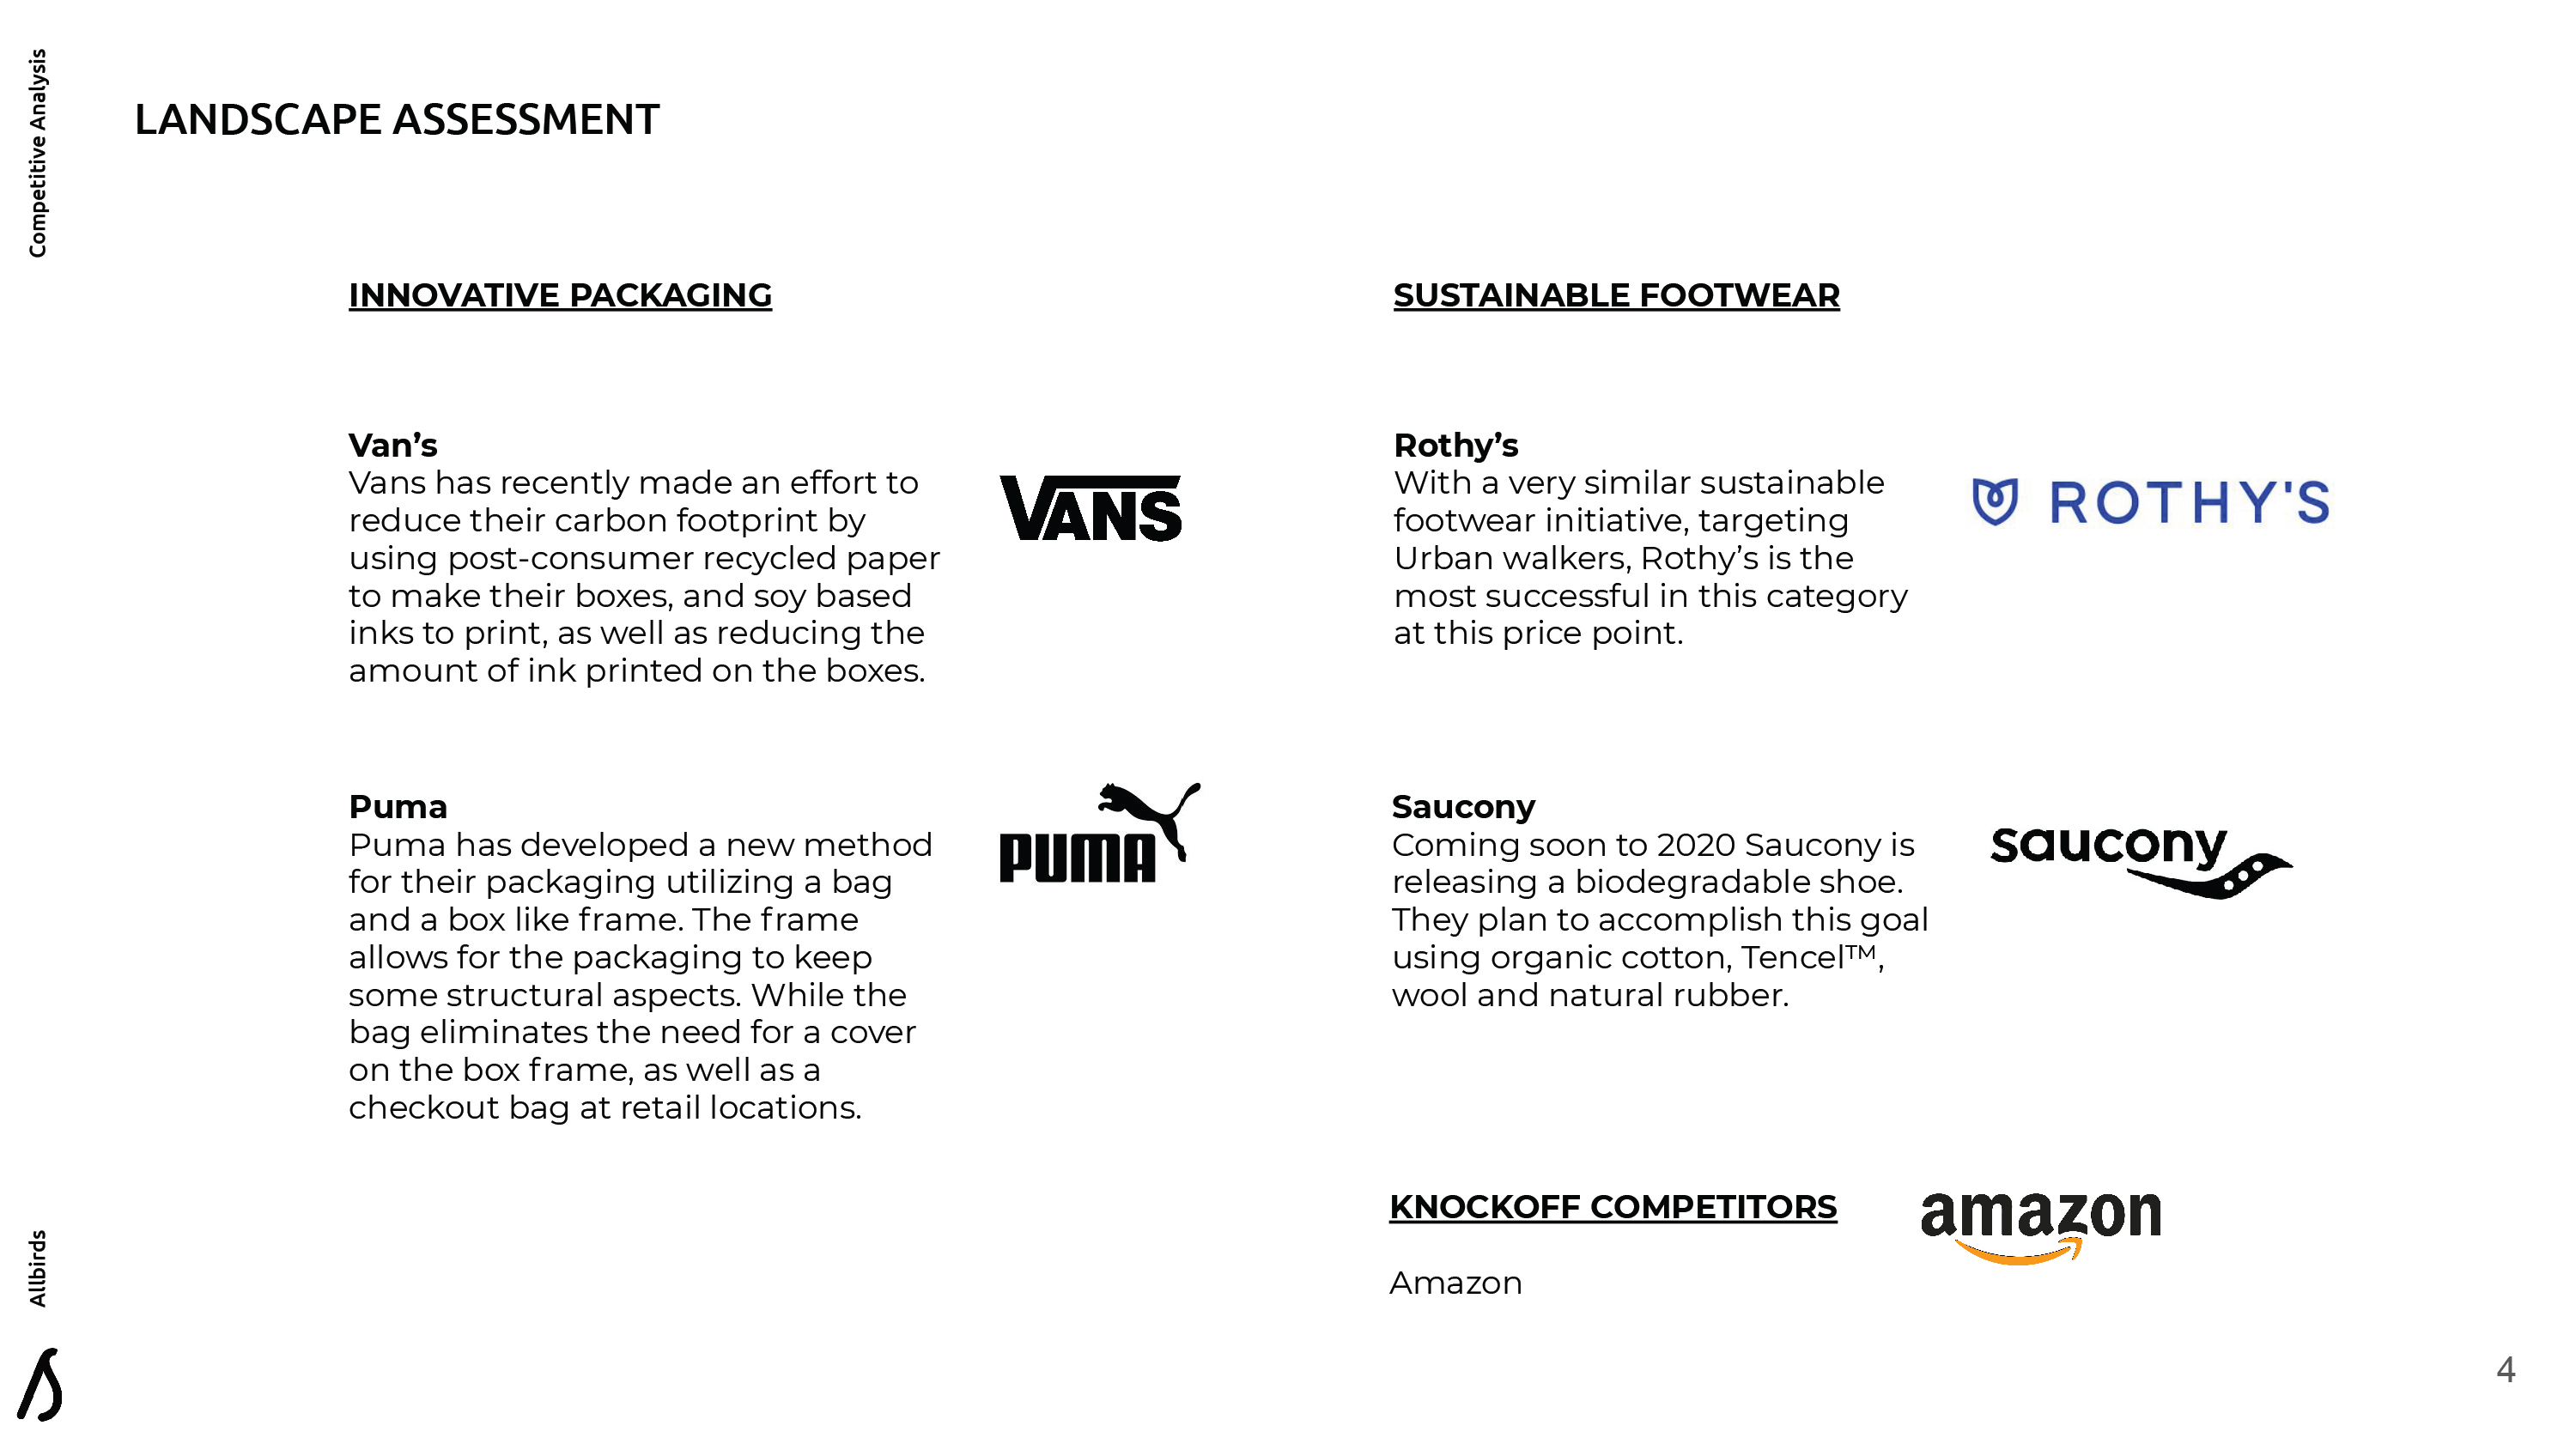 Competitive Analysis
LANDSCAPE ASSESSMENT
INNOVATIVE PACKAGING
Van’s
Vans has recently made an effort to
reduce their carbon footprint by
using post-consumer recycled paper
to make their boxes, and soy based
inks to print, as well as reducing the
amount of ink printed on the boxes.
VANS
Puma
Puma has developed a new method
for their packaging utilizing a bag
and a box like frame. The frame
allows for the packaging to keep
some structural aspects. While the
bag eliminates the need for a cover
on the box frame, as well as a
checkout bag at retail locations.
PUMA
SUSTAINABLE FOOTWEAR
Rothy’s
With a very similar sustainable
footwear initiative, targeting
Urban walkers, Rothy’s is the
most successful in this category
at this price point.
ROTHY'S
Saucony
Coming soon to 2020 Saucony is
releasing a biodegradable shoe.
They plan to accomplish this goal
using organic cotton, Tencel™,
wool and natural rubber.
saucony
KNOCKOFF COMPETITORS
amazon
Amazon
Allbirds
4